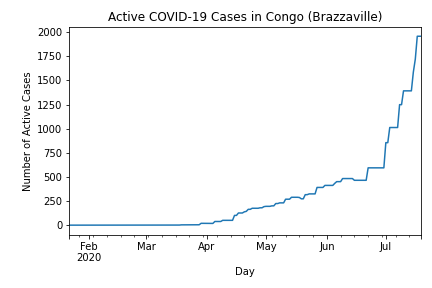 Active COVID-19 Cases in Congo (Brazzaville)
Number of Active Cases
2000
1750
1500
1250
1000
750
500
250
0
Feb Mar Apr May Jun Jul
2020
Day